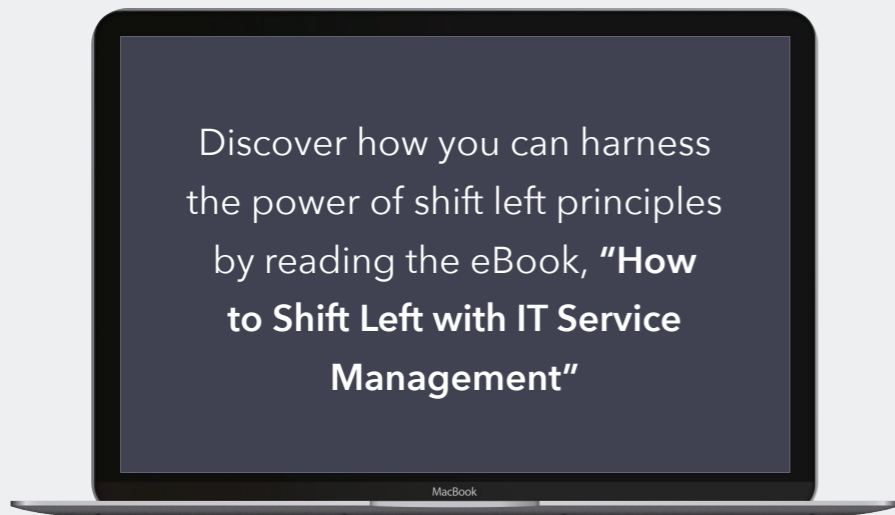 Discover how you can harness
the power of shift left principles
by reading the eBook, “How
to Shift Left with IT Service
Management”
MacBook